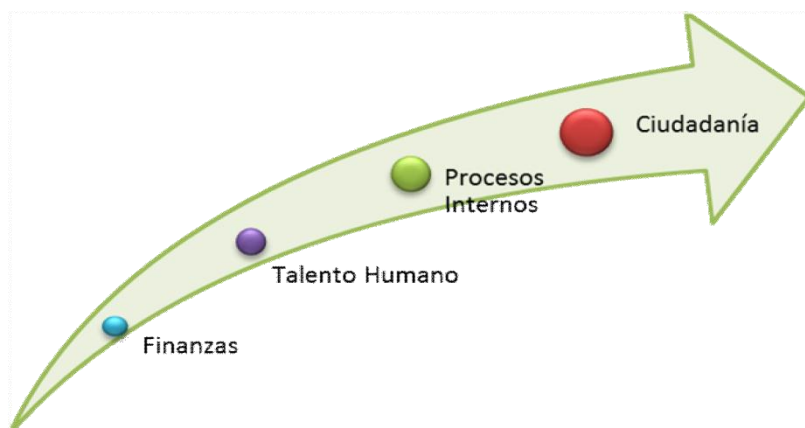 Ciudadanía
Procesos
Internos
Talento Humano
Finanzas